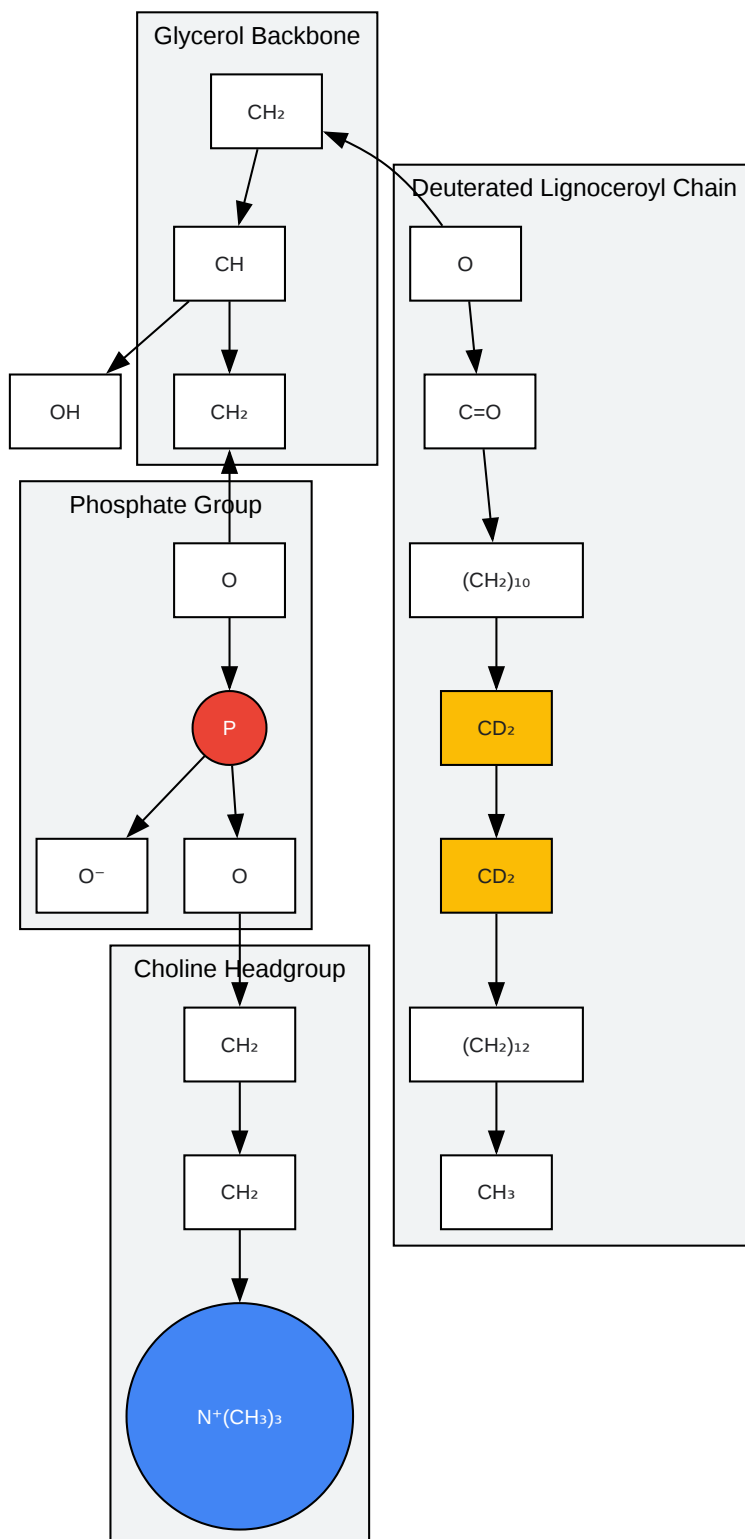 Glycerol Backbone
CH₂
CH
OH
CH₂
Deuterated Lignoceroyl Chain
O
C=O
(CH₂)₁₀
CD₂
CD₂
(CH₂)₁₂
CH₃
Phosphate Group
O
P
O⁻
O
Choline Headgroup
CH₂
CH₂
N⁺(CH₃)₃